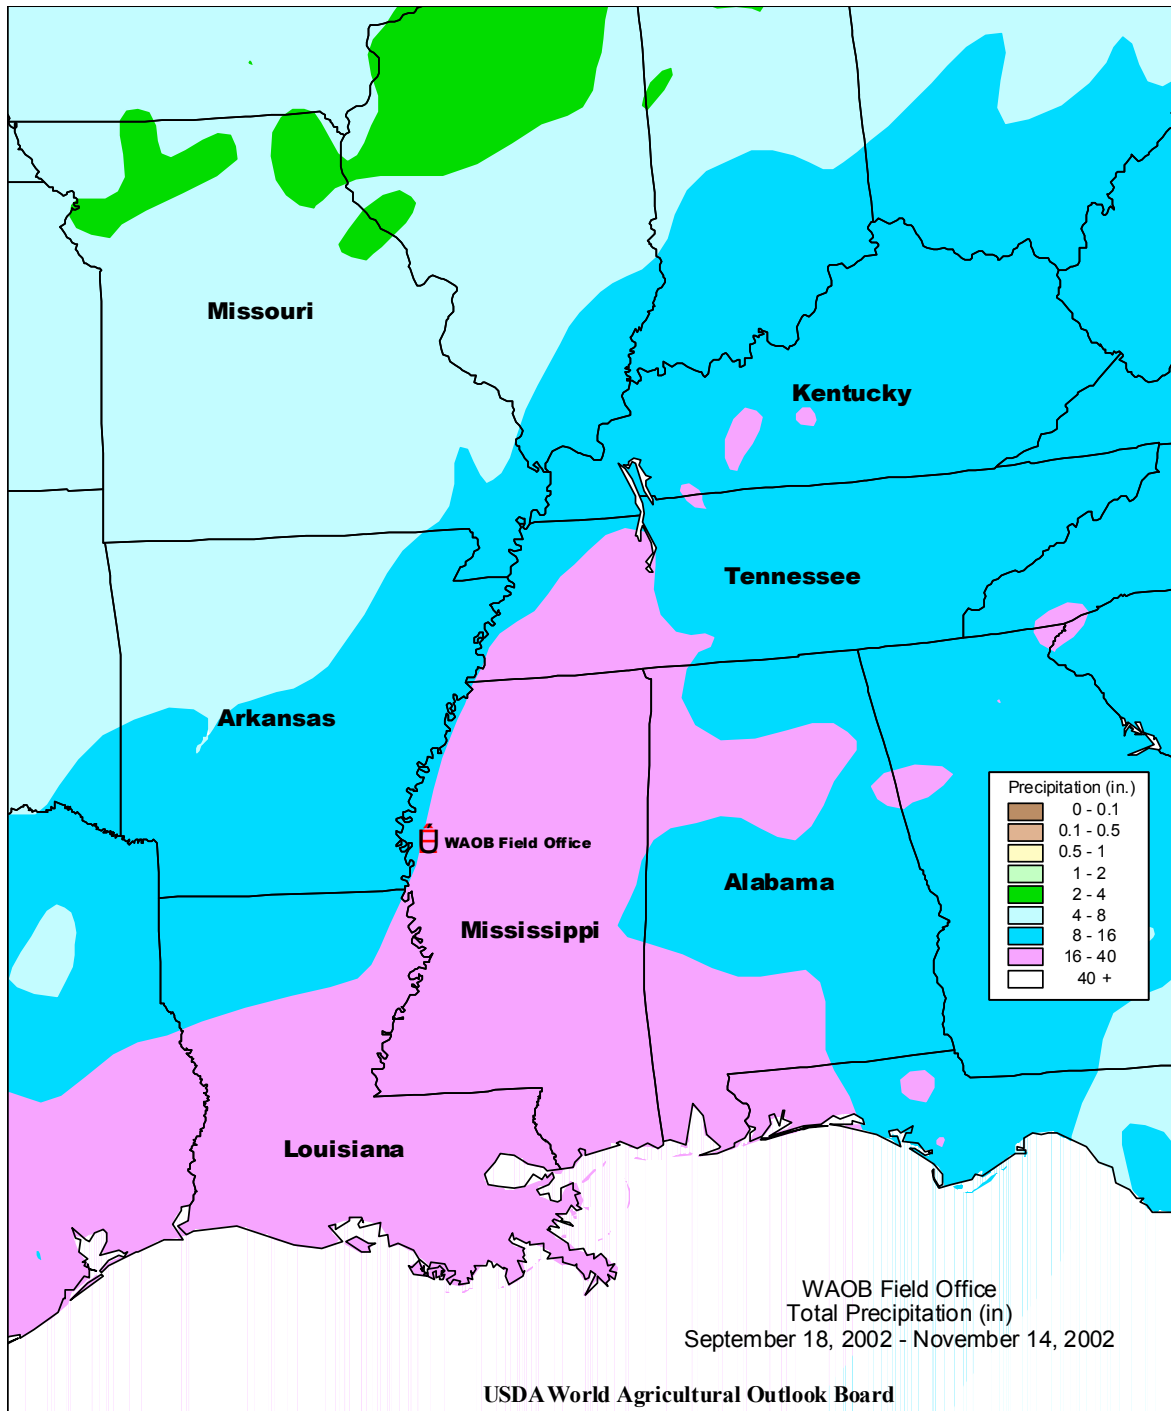 Missouri
Kentucky
Tennessee
Arkansas
Precipitation (in.)
0 - 0.1
0.1 - 0.5
0.5 - 1
1 - 2
2 - 4
4 - 8
8 - 16
16 - 40
40 +
WAOB Field Office
Alabama
Mississippi
Louisiana
WAOB Field Office
Total Precipitation (in)
September 18, 2002 - November 14, 2002
USDA World Agricultural Outlook Board